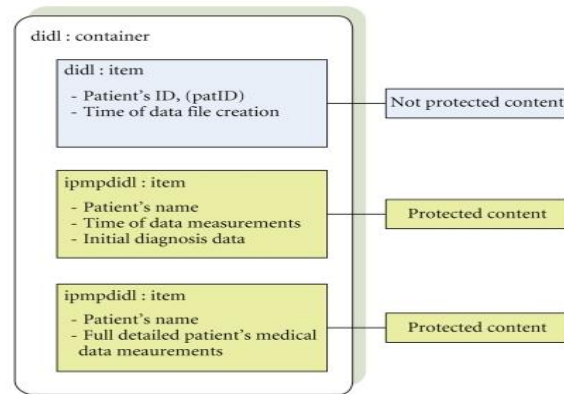 didl : container
didl : item
- Patient's ID, (patID)
- Time of data file creation
Not protected content
ipmpdidl : item
- Patient's name
- Time of data measurements
- Initial diagnosis data
Protected content
ipmpdidl : item
- Patient's name
- Full detailed patient's medical
data meaurements
Protected content